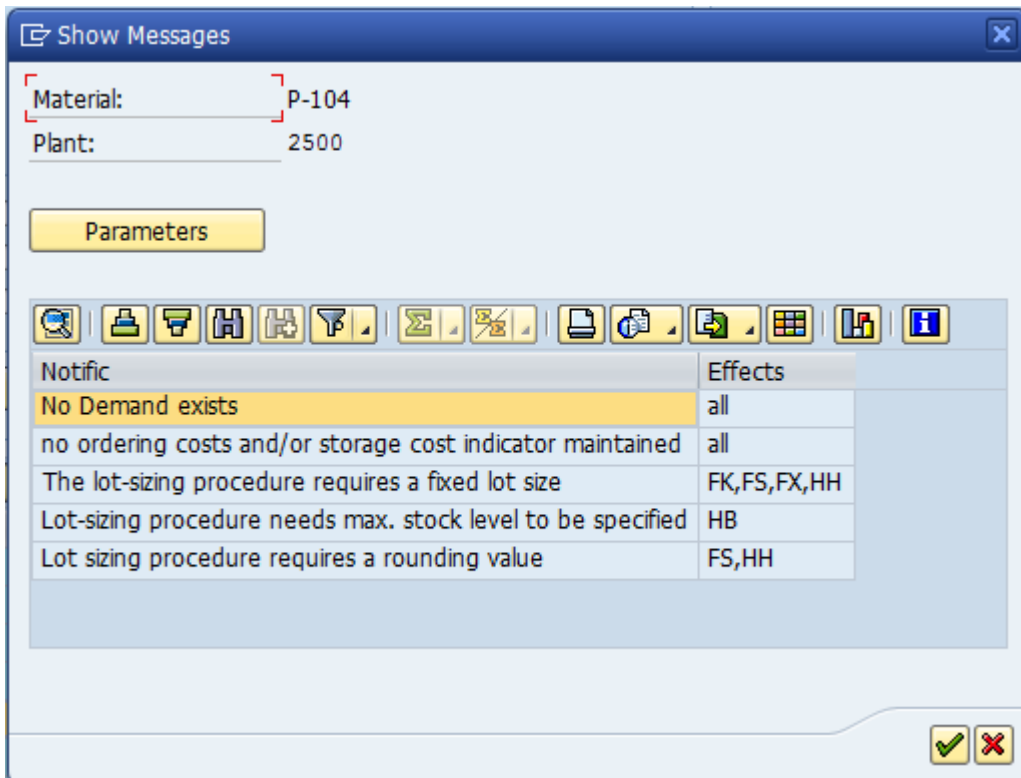 Show Messages
Material: P-104
Plant: 2500
Parameters
Notific Effects
No Demand exists all
no ordering costs and/or storage cost indicator maintained all
The lot-sizing procedure requires a fixed lot size FK,FS,FX,HH
Lot-sizing procedure needs max. stock level to be specified HB
Lot sizing procedure requires a rounding value FS,HH